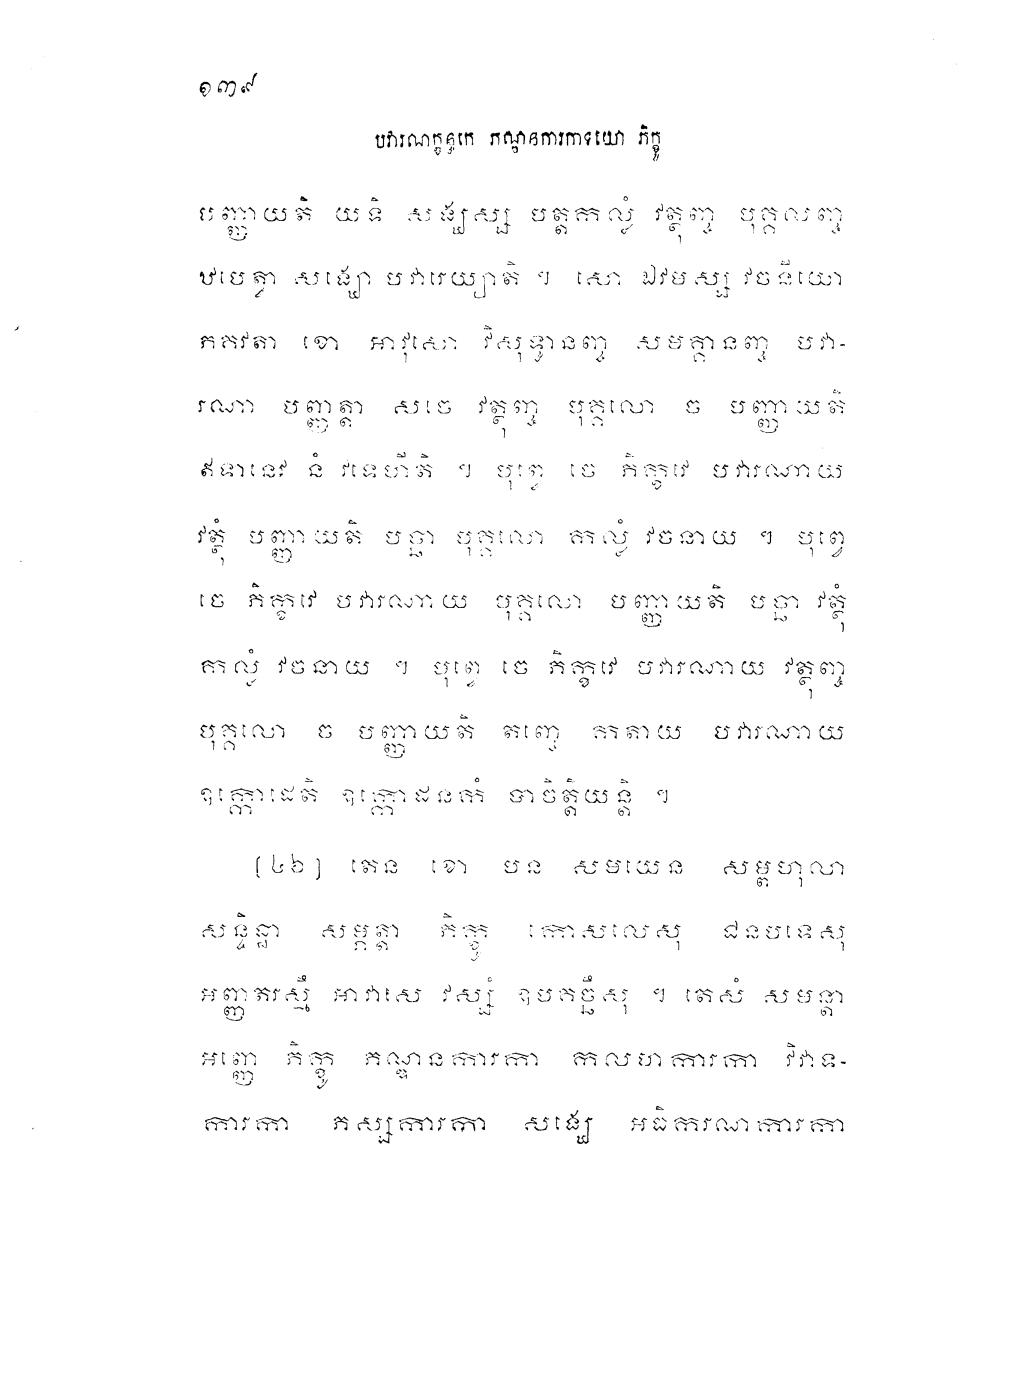 ១៣៩
បវារណក្ខន្ធកេ ភណ្ឌនការកាទយោ ភិក្ខូ
បញ្ញាយតិ យទិ សង្ឃស្ស បត្តកល្លំ វត្ថុញ្ច បុគ្គលញ្ច
ឋបេត្វា សង្ឃោ បវារេយ្យាតិ ។ សោ ឯវមស្ស វចនីយោ
ភគវតា ខោ អាវុសោ វិសុទ្ធានញ្ច សមគ្គានញ្ច បវា-
រណា បញ្ញត្តា សចេ វត្ថុញ្ច បុគ្គលោ ច បញ្ញាយតិ
ឥទានេវ នំ វទេហីតិ ។ បុព្វេ ចេ ភិក្ខវេ បវារណាយ
វត្ថុំ បញ្ញាយតិ បច្ឆា បុគ្គលោ កល្លំ វចនាយ ។ បុព្វេ
ចេ ភិក្ខវេ បវារណាយ បុគ្គលោ បញ្ញាយតិ បច្ឆា វត្ថុំ
កល្លំ វចនាយ ។ បុព្វេ ចេ ភិក្ខវេ បវារណាយ វត្ថុញ្ច
បុគ្គលោ ច បញ្ញាយតិ តញ្ចេ កតាយ បវារណាយ
ឧក្កោដេតិ ឧក្កោដនកំ បាចិត្តិយន្តិ ។
(៤៦) តេន ខោ បន សមយេន សម្ពហុលា
សន្ទិដ្ឋា សម្ភត្តា ភិក្ខូ កោសលេសុ ជនបទេសុ
អញ្ញតរស្មឹ អាវាសេ វស្សំ ឧបគច្ឆឹសុ ។ តេសំ សមន្តា
អញ្ញេ ភិក្ខូ ភណ្ឌនការកា កលហការកា វិវាទ-
ការកា ភស្សការកា សង្ឃេ អធិករណការកា